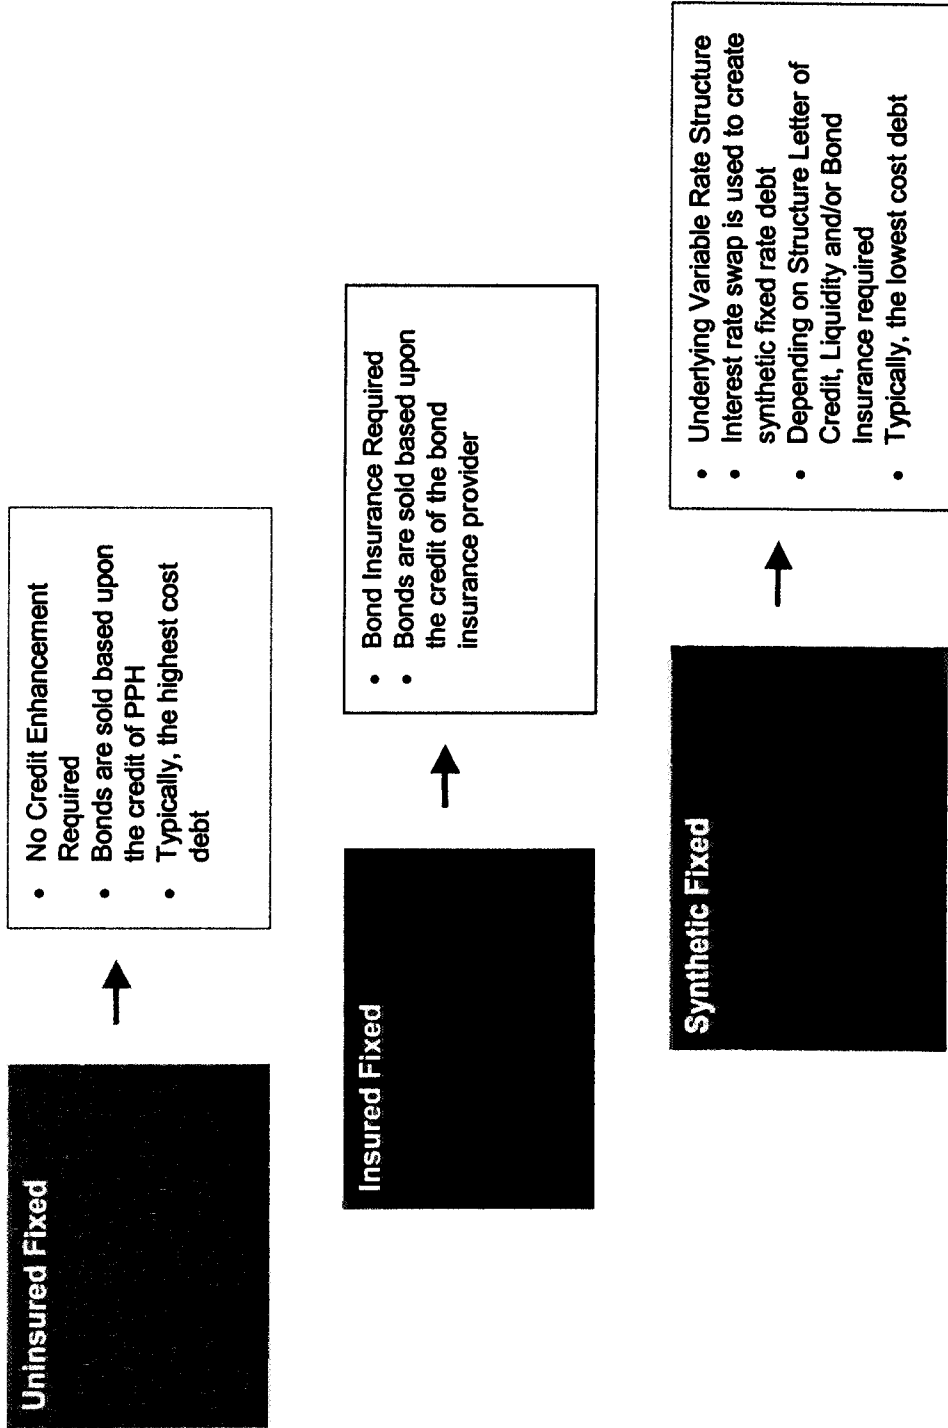 Uninsured Fixed
• No Credit Enhancement
Required
• Bonds are sold based upon
the credit of PPH
• Typically, the highest cost
debt
Insured Fixed
• Bond Insurance Required
• Bonds are sold based upon
the credit of the bond
insurance provider
Synthetic Fixed
• Underlying Variable Rate Structure
• Interest rate swap is used to create
synthetic fixed rate debt
• Depending on Structure Letter of
Credit, Liquidity and/or Bond
Insurance required
• Typically, the lowest cost debt